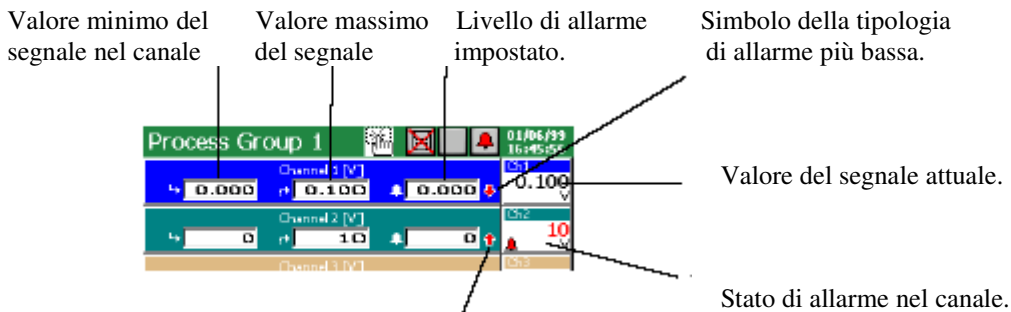 Valore minimo del
segnale nel canale
Valore massimo
del segnale
Livello di allarme
impostato.
Simbolo della tipologia
di allarme più bassa.
Process Group 1
01/06/99
16:45:55
Channel 1 [V]
0.000
0.100
0.000
Ch1
0.100
V
Channel 2 [V]
0
10
0
Ch2
10
V
Channel 3 [V]
Ch3
Valore del segnale attuale.
Stato di allarme nel canale.